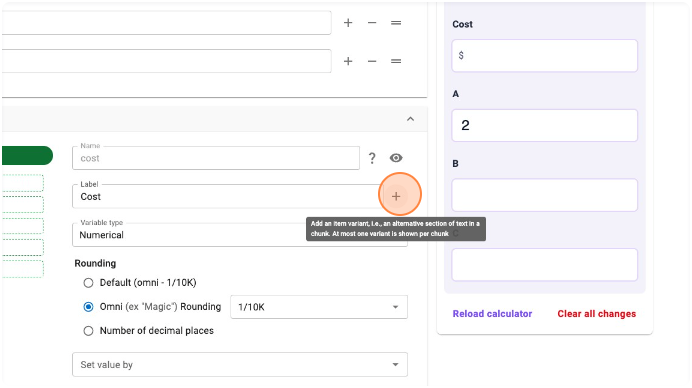 Cost
$
A
2
B
Name
cost
?
Label
Cost
+
Add an item variant, i.e., an alternative section of text in a
chunk. At most one variant is shown per chunk
Variable type
Numerical
Rounding
Default (omni - 1/10K)
Omni (ex "Magic") Rounding
1/10K
Number of decimal places
Set value by
Reload calculator
Clear all changes